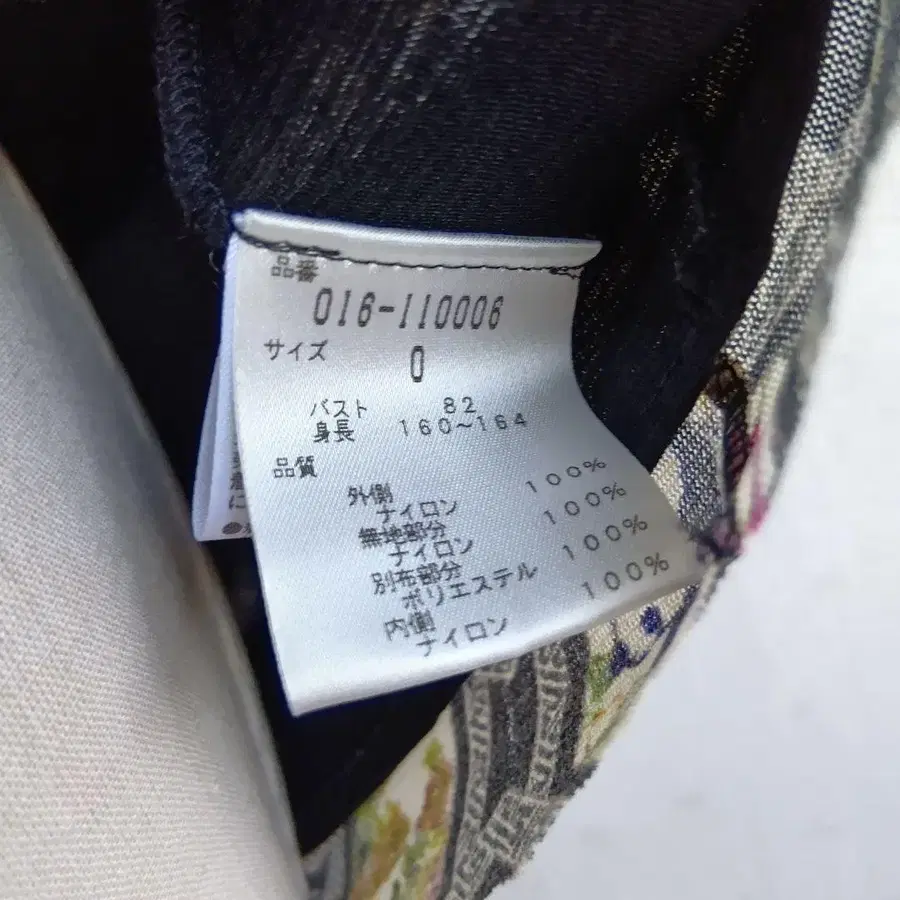 品番
016-110006
サイズ 0
バスト 82
身長 160～164
品質
外側
ナイロン 100%
無地部分
ナイロン 100%
別布部分
ポリエステル 100%
内側
ナイロン 100%
に